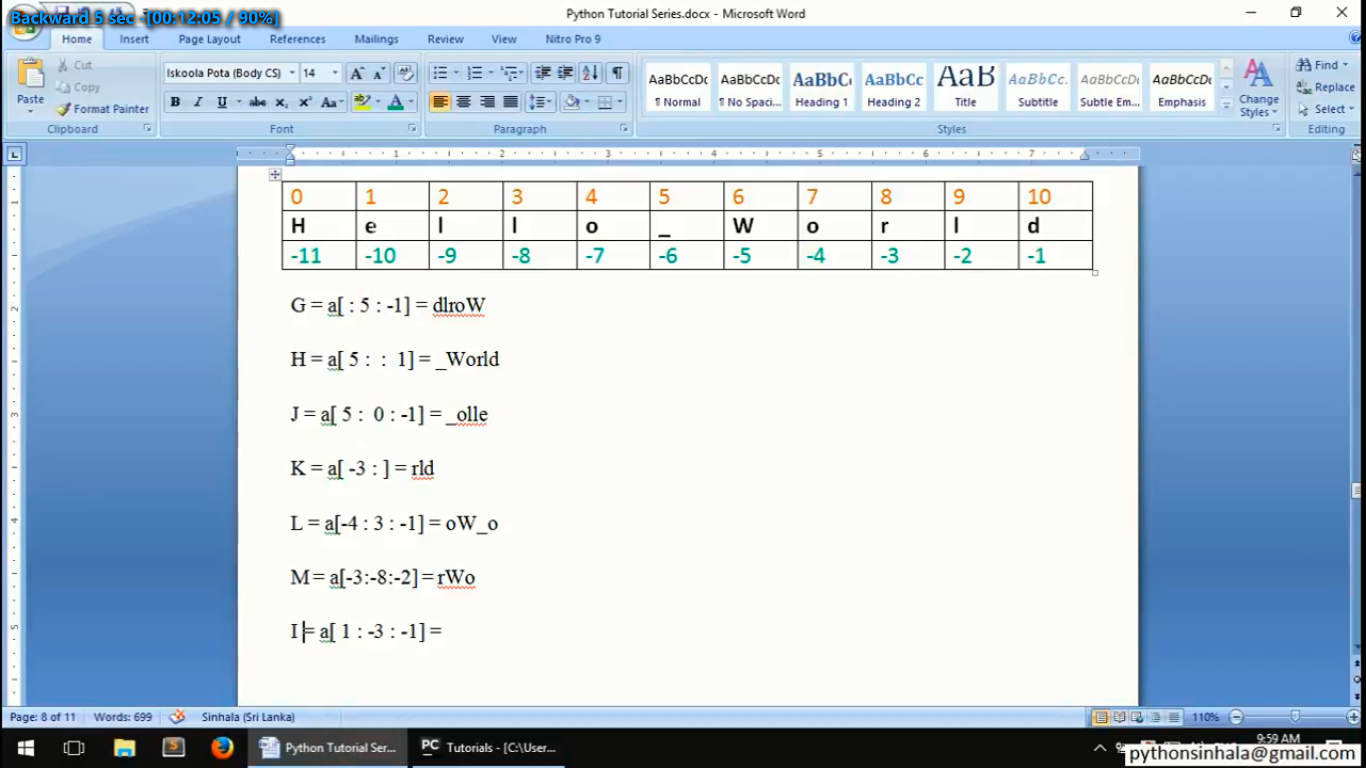 Backward 5 sec -[00:12:05 / 90%]
Python Tutorial Series.docx - Microsoft Word
Home Insert Page Layout References Mailings Review View Nitro Pro 9
Paste
Cut
Copy
Format Painter
Clipboard
Iskoola Pota (Body CS) 14
Font
Paragraph
AaBbCcDc ¶ Normal
AaBbCcDc ¶ No Spaci...
AaBbC Heading 1
AaBbCc Heading 2
AaB Title
AaBbCc. Subtitle
AaBbCcDc Subtle Em...
AaBbCcDc Emphasis
Change Styles
Styles
Find
Replace
Select
Editing
0 1 2 3 4 5 6 7 8 9 10
H e l l o _ W o r l d
-11 -10 -9 -8 -7 -6 -5 -4 -3 -2 -1
G = a[ : 5 : -1] = dlroW
H = a[ 5 : : 1] = _World
J = a[ 5 : 0 : -1] = _olle
K = a[ -3 : ] = rld
L = a[-4 : 3 : -1] = oW_o
M = a[-3:-8:-2] = rWo
I = a[ 1 : -3 : -1] =
Page: 8 of 11 Words: 699 Sinhala (Sri Lanka) 110%
Python Tutorial Ser... Tutorials - [C:\User...
9:59 AM
pythonsinhala@gmail.com